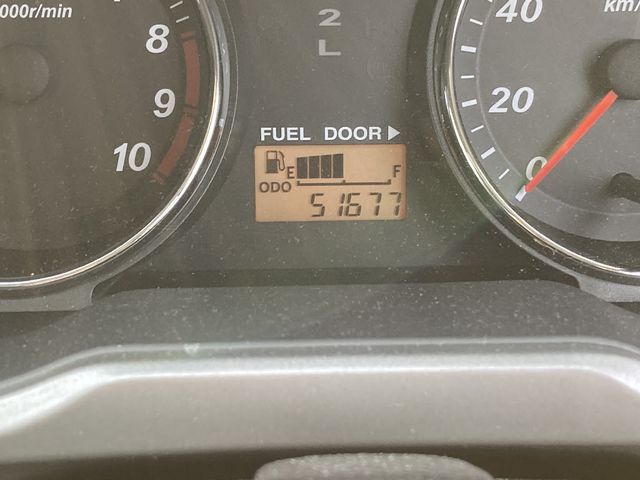 000r/min
8
9
10
2
L
FUEL DOOR ▶
E F
ODO 51677
40
km/
20
0